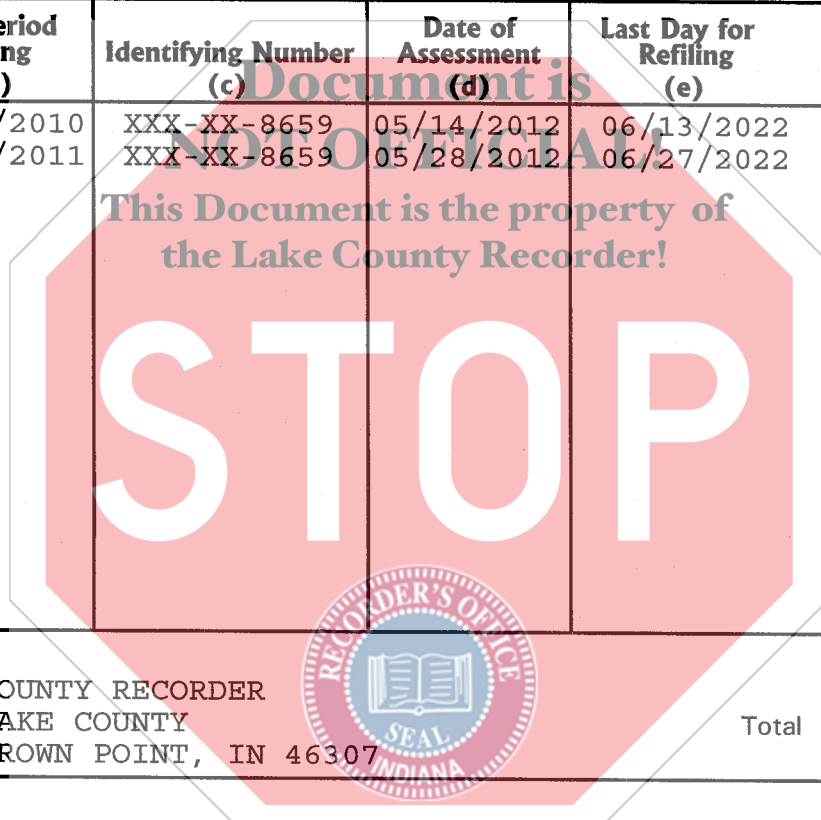 eriod
ng
)
Identifying Number
(c)
Date of
Assessment
(d)
Last Day for
Refiling
(e)
/2010 XXX-XX-8659 05/14/2012 06/13/2022
/2011 XXX-XX-8659 05/28/2012 06/27/2022
Document is
NOT OFFICIAL!
This Document is the property of
the Lake County Recorder!
STOP
RECORDER'S OFFICE
SEAL
INDIANA
OUNTY RECORDER
AKE COUNTY
ROWN POINT, IN 46307
Total